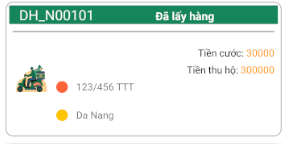 DH_N00101 Đã lấy hàng
Tiền cước: 30000
Tiền thu hộ: 300000
123/456 TTT
Da Nang